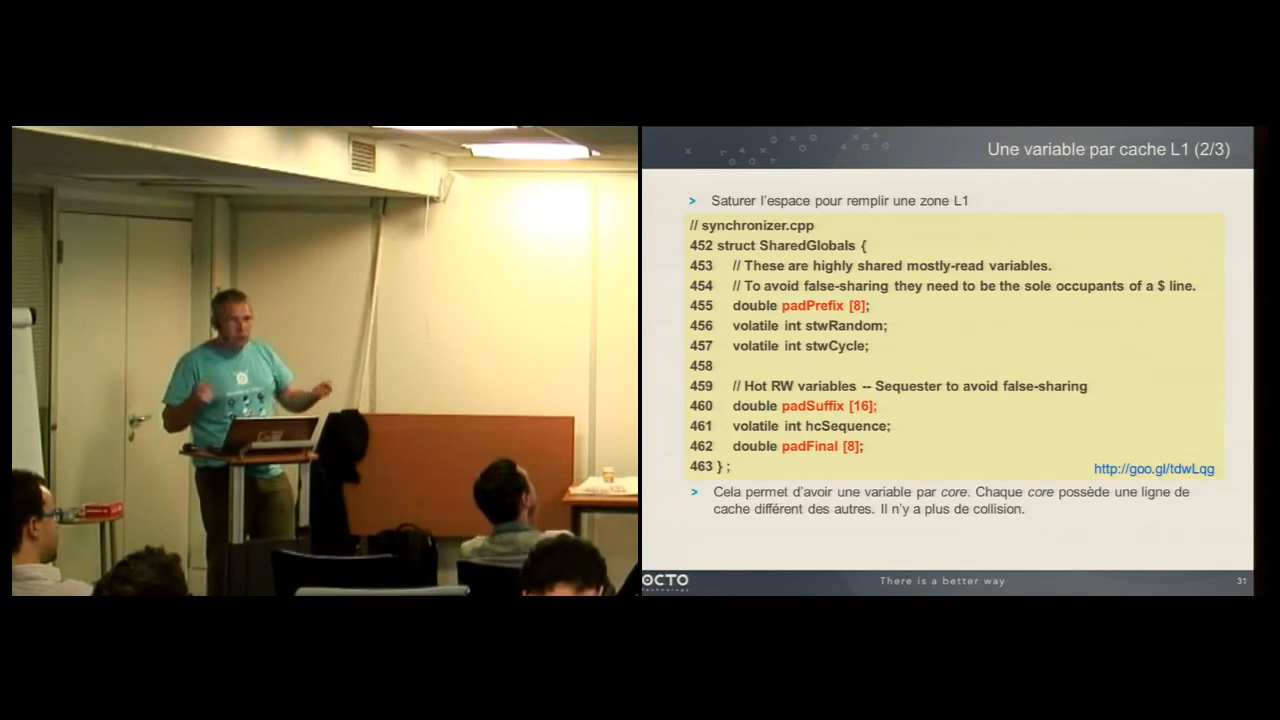 Une variable par cache L1 (2/3)
> Saturer l'espace pour remplir une zone L1
// synchronizer.cpp
452 struct SharedGlobals {
453 // These are highly shared mostly-read variables.
454 // To avoid false-sharing they need to be the sole occupants of a $ line.
455 double padPrefix [8];
456 volatile int stwRandom;
457 volatile int stwCycle;
458
459 // Hot RW variables -- Sequester to avoid false-sharing
460 double padSuffix [16];
461 volatile int hcSequence;
462 double padFinal [8];
463 } ;
http://goo.gl/tdwLqg
> Cela permet d'avoir une variable par core. Chaque core possède une ligne de
cache différent des autres. Il n'y a plus de collision.
OCTO
Technology
There is a better way
31